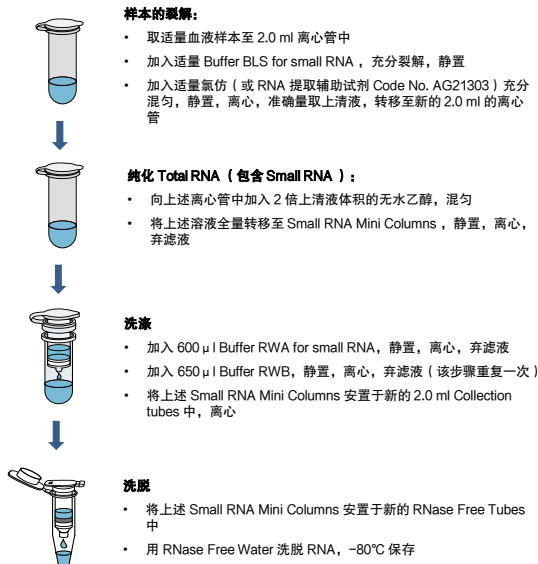 样本的裂解：
• 取适量血液样本至 2.0 ml 离心管中
• 加入适量 Buffer BLS for small RNA ，充分裂解，静置
• 加入适量氯仿（或 RNA 提取辅助试剂 Code No. AG21303）充分
混匀，静置，离心，准确量取上清液，转移至新的 2.0 ml 的离心
管
纯化 Total RNA （包含 Small RNA ）：
• 向上述离心管中加入 2 倍上清液体积的无水乙醇，混匀
• 将上述溶液全量转移至 Small RNA Mini Columns ，静置，离心，
弃滤液
洗涤
• 加入 600 μl Buffer RWA for small RNA，静置，离心，弃滤液
• 加入 650 μl Buffer RWB，静置，离心，弃滤液（该步骤重复一次）
• 将上述 Small RNA Mini Columns 安置于新的 2.0 ml Collection
tubes 中，离心
洗脱
• 将上述 Small RNA Mini Columns 安置于新的 RNase Free Tubes
中
• 用 RNase Free Water 洗脱 RNA，-80℃ 保存